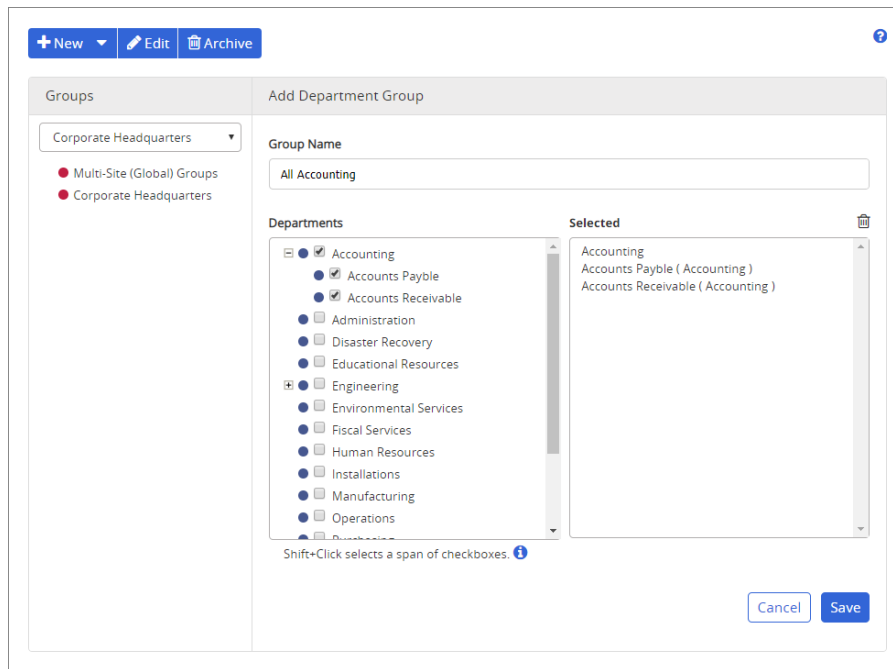 New Edit Archive
Groups
Add Department Group
Corporate Headquarters
Multi-Site (Global) Groups
Corporate Headquarters
Group Name
All Accounting
Departments
Accounting
Accounts Payble
Accounts Receivable
Administration
Disaster Recovery
Educational Resources
Engineering
Environmental Services
Fiscal Services
Human Resources
Installations
Manufacturing
Operations
Purchasing
Shift+Click selects a span of checkboxes.
Selected
Accounting
Accounts Payble ( Accounting )
Accounts Receivable ( Accounting )
Cancel Save